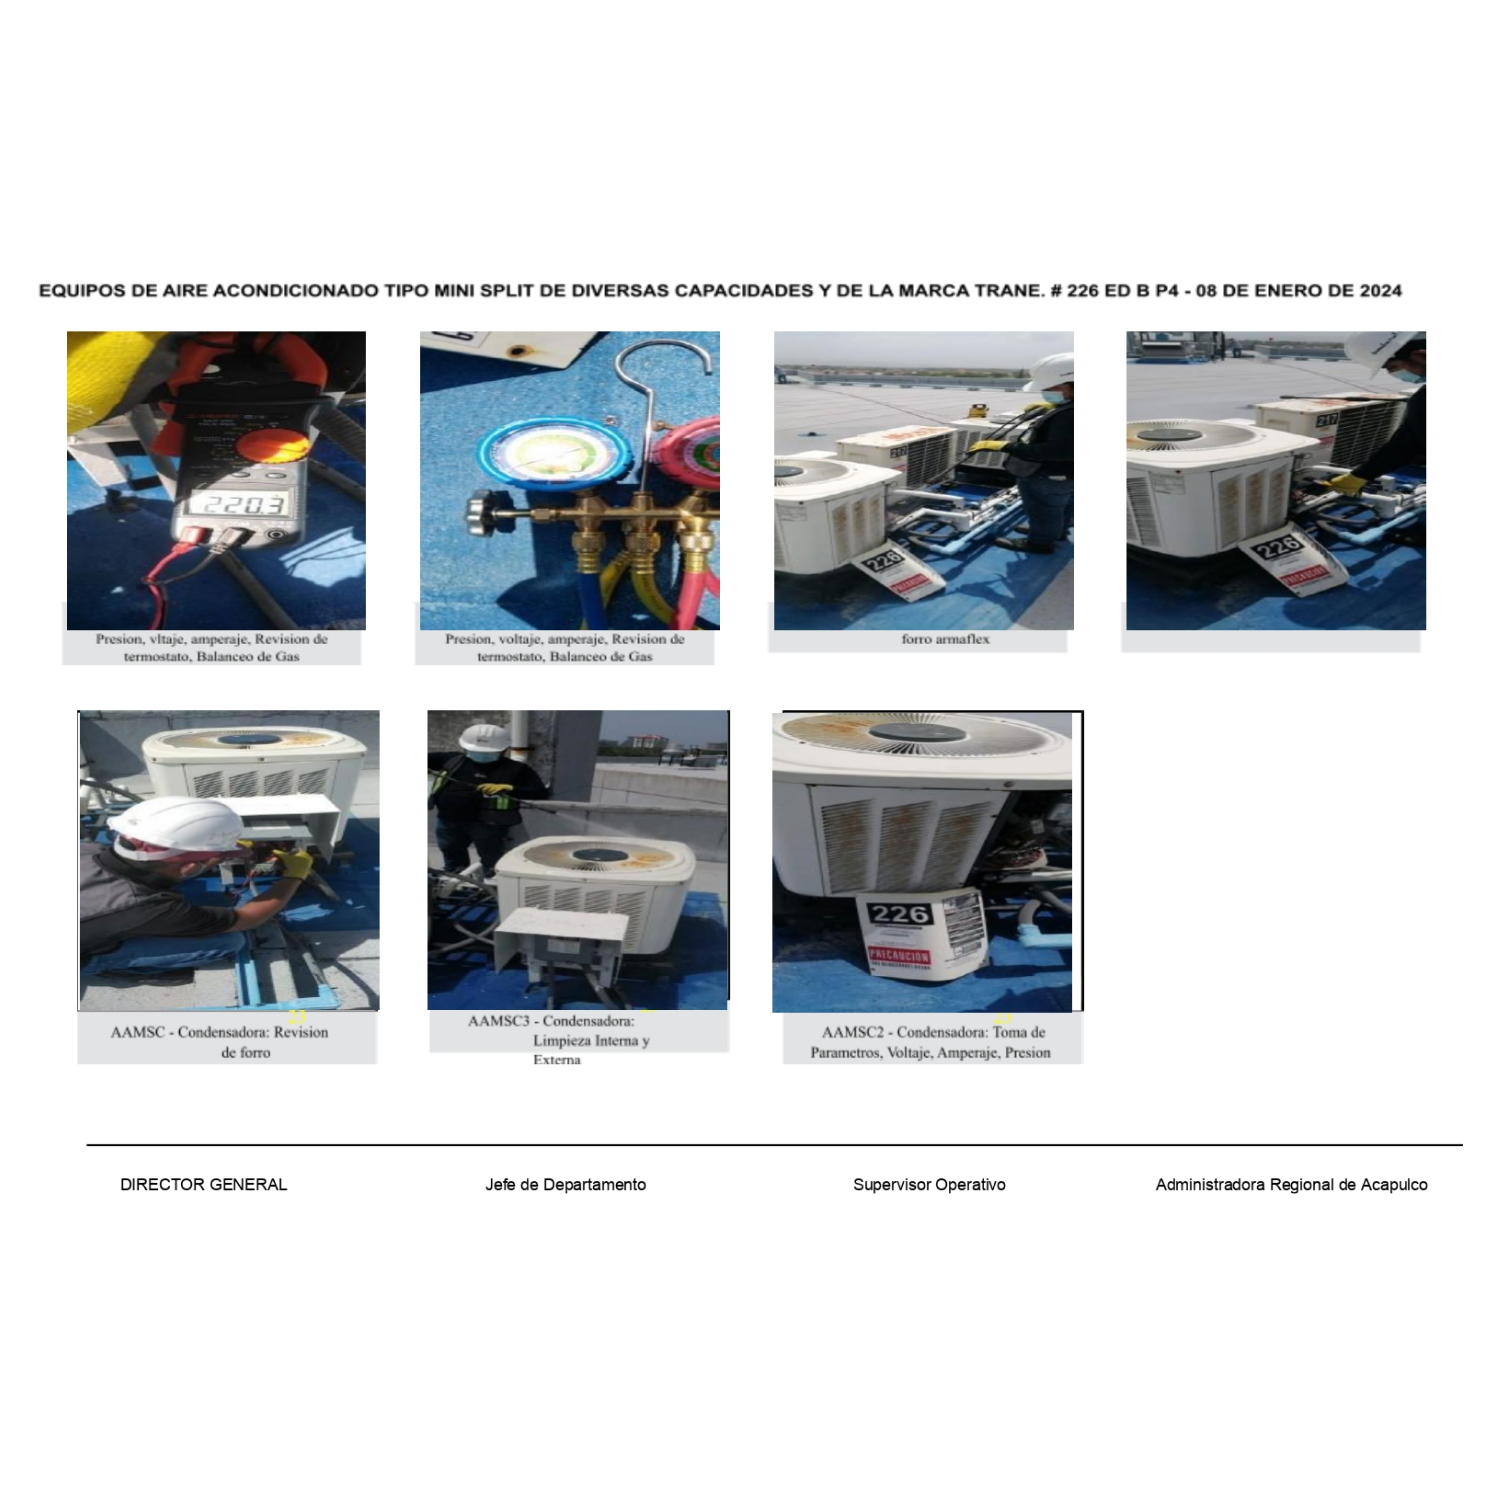 EQUIPOS DE AIRE ACONDICIONADO TIPO MINI SPLIT DE DIVERSAS CAPACIDADES Y DE LA MARCA TRANE. # 226 ED B P4 - 08 DE ENERO DE 2024
220.3
217
226
PRECAUCION
217
226
PRECAUCION
Presion, vltaje, amperaje, Revision de
termostato, Balanceo de Gas
Presion, voltaje, amperaje, Revision de
termostato, Balanceo de Gas
forro armaflex
226
PRECAUCION
23
AAMSC - Condensadora: Revision
de forro
AAMSC3 - Condensadora:
Limpieza Interna y
Externa
AAMSC2 - Condensadora: Toma de
Parametros, Voltaje, Amperaje, Presion
DIRECTOR GENERAL
Jefe de Departamento
Supervisor Operativo
Administradora Regional de Acapulco